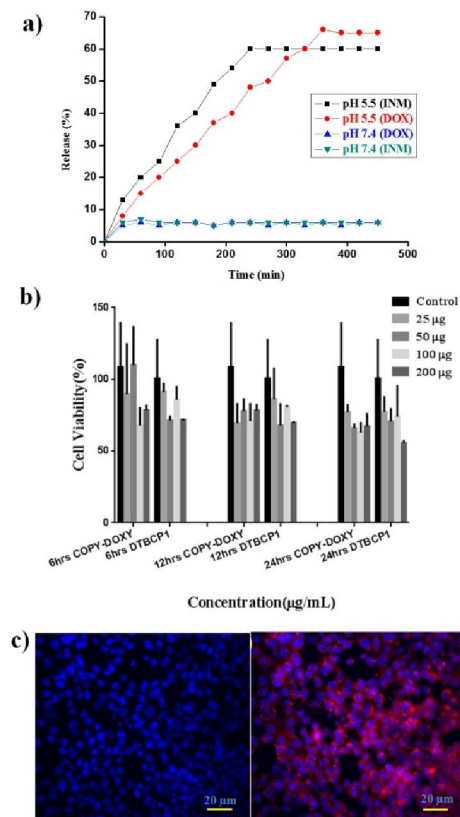 a)
70
60
50
40
30
20
10
0
Release (%)
pH 5.5 (INM)
pH 5.5 (DOX)
pH 7.4 (DOX)
pH 7.4 (INM)
0 100 200 300 400 500
Time (min)
b)
150
100
50
0
Cell Viability (%)
Control
25 µg
50 µg
100 µg
200 µg
6hrs COPY-DOXY
6hrs DTBCP1
12hrs COPY-DOXY
12hrs DTBCP1
24hrs COPY-DOXY
24hrs DTBCP1
Concentration(µg/mL)
c)
20 µm
20 µm